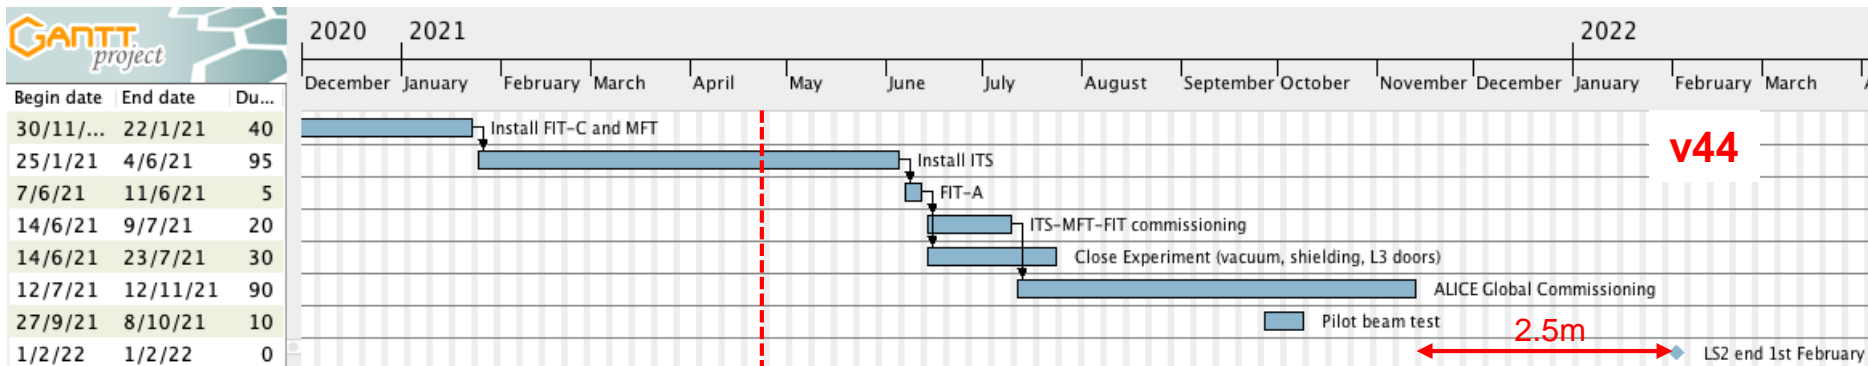 GANTT project
2020 2021 2022
December January February March April May June July August September October November December January February March A
Begin date End date Du...
30/11/... 22/1/21 40 Install FIT-C and MFT
25/1/21 4/6/21 95 Install ITS
7/6/21 11/6/21 5 FIT-A
14/6/21 9/7/21 20 ITS-MFT-FIT commissioning
14/6/21 23/7/21 30 Close Experiment (vacuum, shielding, L3 doors)
12/7/21 12/11/21 90 ALICE Global Commissioning
27/9/21 8/10/21 10 Pilot beam test
1/2/22 1/2/22 0 LS2 end 1st February
v44
2.5m